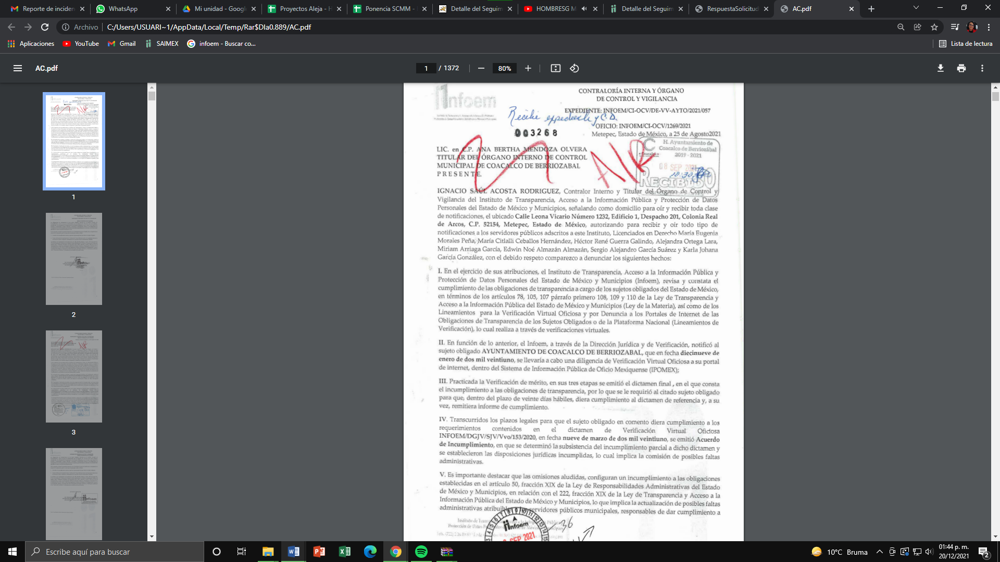 Reporte de inciden
WhatsApp
Mi unidad - Googl
Proyectos Aleja - H
Ponencia SCMM -
Detalle del Seguim
HOMBRESG M
Detalle del Seguim
RespuestaSolicitud
AC.pdf
Archivo
C:/Users/USUARI~1/AppData/Local/Temp/Rar$DIa0.889/AC.pdf
Aplicaciones
YouTube
Gmail
SAIMEX
infoem - Buscar co...
Lista de lectura
AC.pdf
1 / 1372
80%
1
2
3
infoem
CONTRALORÍA INTERNA Y ÓRGANO
DE CONTROL Y VIGILANCIA
EXPEDIENTE: INFOEM/CI-OCV/DE-VV-AYTO/2021/057
Recibi expediente y C.D.
OFICIO: INFOEM/CI-OCV/1269/2021
003268
Metepec, Estado de México, a 25 de Agosto2021
H. Ayuntamiento de
Coacalco de Berriozábal
2019 - 2021
08 SEP 2021
10:30
RECIBIDO
LIC. en C.P. ANA BERTHA MENDOZA OLVERA
TITULAR DEL ÓRGANO INTERNO DE CONTROL
MUNICIPAL DE COACALCO DE BERRIOZABAL
P R E S E N T E.
IGNACIO SAÚL ACOSTA RODRIGUEZ, Contralor Interno y Titular del Órgano de Control y
Vigilancia del Instituto de Transparencia, Acceso a la Información Pública y Protección de Datos
Personales del Estado de México y Municipios, señalando como domicilio para oír y recibir toda clase
de notificaciones, el ubicado Calle Leona Vicario Número 1232, Edificio 1, Despacho 201, Colonia Real
de Arcos, C.P. 52154, Metepec, Estado de México, autorizando para recibir y oír todo tipo de
notificaciones a los servidores públicos adscritos a este Instituto, Licenciados en Derecho María Eugenia
Morales Peña, María Citlalli Ceballos Hernández, Héctor René Guerra Galindo, Alejandra Ortega Lara,
Miriam Arriaga García, Edwin Noé Almazán Almazán, Sergio Alejandro García Suárez y Karla Johana
García González, con el debido respeto comparezco a denunciar los siguientes hechos:
I. En el ejercicio de sus atribuciones, el Instituto de Transparencia, Acceso a la Información Pública y
Protección de Datos Personales del Estado de México y Municipios (Infoem), revisa y constata el
cumplimiento de las obligaciones de transparencia a cargo de los sujetos obligados del Estado de México,
en términos de los artículos 78, 105, 107 párrafo primero 108, 109 y 110 de la Ley de Transparencia y
Acceso a la Información Pública del Estado de México y Municipios (Ley de la Materia), así como de los
Lineamientos para la Verificación Virtual Oficiosa y por Denuncia a los Portales de Internet de las
Obligaciones de Transparencia de los Sujetos Obligados o de la Plataforma Nacional (Lineamientos de
Verificación), lo cual realiza a través de verificaciones virtuales.
II. En función de lo anterior, el Infoem, a través de la Dirección Jurídica y de Verificación, notificó al
sujeto obligado AYUNTAMIENTO DE COACALCO DE BERRIOZABAL, que en fecha diecinueve de
enero de dos mil veintiuno, se llevaría a cabo una diligencia de Verificación Virtual Oficiosa a su portal
de internet, dentro del Sistema de Información Pública de Oficio Mexiquense (IPOMEX);
III. Practicada la Verificación de mérito, en sus tres etapas se emitió el dictamen final , en el que consta
el incumplimiento a las obligaciones de transparencia, por lo que se le requirió al citado sujeto obligado
para que, dentro del plazo de veinte días hábiles, diera cumplimiento al dictamen de referencia y, a su
vez, remitiera informe de cumplimiento.
IV. Transcurridos los plazos legales para que el sujeto obligado en comento diera cumplimiento a los
requerimientos contenidos en el dictamen de Verificación Virtual Oficiosa
INFOEM/DGJV/SJV/Vvo/153/2020, en fecha nueve de marzo de dos mil veintiuno, se emitió Acuerdo
de Incumplimiento, en que se determinó la subsistencia del incumplimiento parcial a dicho dictamen y
se establecieron las disposiciones jurídicas incumplidas, lo cual implica la comisión de posibles faltas
administrativas.
V. Es importante destacar que las omisiones aludidas, configuran un incumplimiento a las obligaciones
establecidas en el artículo 50, fracción XIX de la Ley de Responsabilidades Administrativas del Estado
de México y Municipios, en relación con el 222, fracción XIX de la Ley de Transparencia y Acceso a la
Información Pública del Estado de México y Municipios, lo que implica la actualización de posibles faltas
administrativas servidores públicos municipales, responsables de dar cumplimiento a
infoem
SEP 2021
36
Escribe aquí para buscar
10°C Bruma
01:44 p. m.
20/12/2021
2